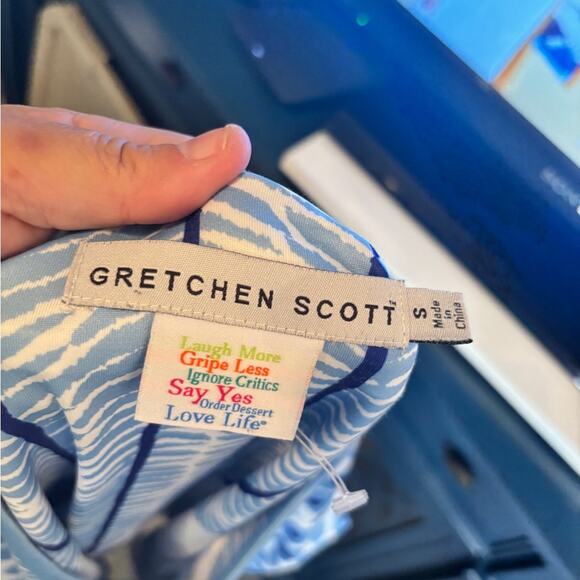 GRETCHEN SCOTT
S
Made
in
China
Laugh More
Gripe Less
Ignore Critics
Say Yes
Order Dessert
Love Life®